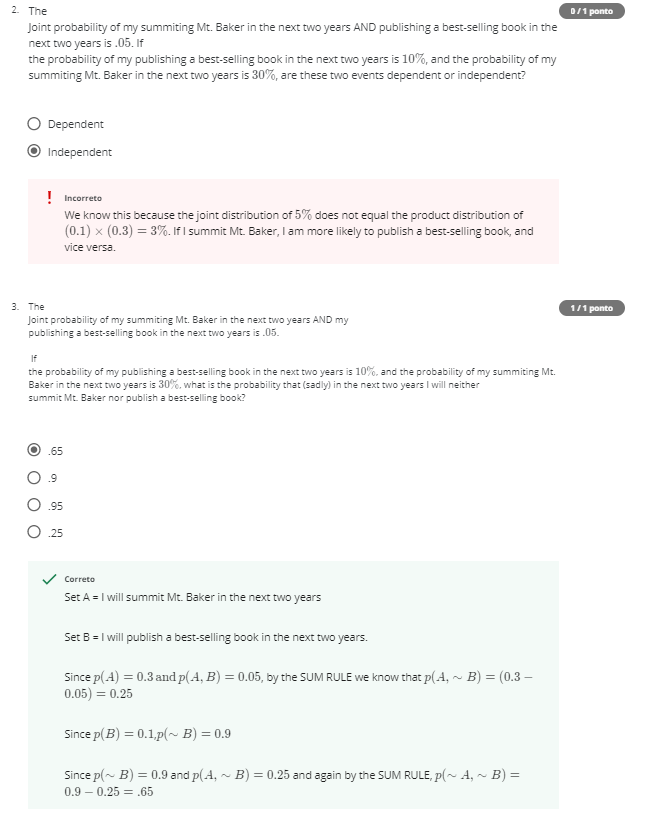 2. The
0 / 1 ponto
Joint probability of my summiting Mt. Baker in the next two years AND publishing a best-selling book in the
next two years is .05. If
the probability of my publishing a best-selling book in the next two years is 10%, and the probability of my
summiting Mt. Baker in the next two years is 30%, are these two events dependent or independent?
Dependent
Independent
! Incorreto
We know this because the joint distribution of 5% does not equal the product distribution of
(0.1) × (0.3) = 3%. If I summit Mt. Baker, I am more likely to publish a best-selling book, and
vice versa.
3. The
1 / 1 ponto
Joint probability of my summiting Mt. Baker in the next two years AND my
publishing a best-selling book in the next two years is .05.
If
the probability of my publishing a best-selling book in the next two years is 10%, and the probability of my summiting Mt.
Baker in the next two years is 30%, what is the probability that (sadly) in the next two years I will neither
summit Mt. Baker nor publish a best-selling book?
.65
.9
.95
.25
Correto
Set A = I will summit Mt. Baker in the next two years
Set B = I will publish a best-selling book in the next two years.
Since p(A) = 0.3 and p(A, B) = 0.05, by the SUM RULE we know that p(A, ∼ B) = (0.3 −
0.05) = 0.25
Since p(B) = 0.1,p(∼ B) = 0.9
Since p(∼ B) = 0.9 and p(A, ∼ B) = 0.25 and again by the SUM RULE, p(∼ A, ∼ B) =
0.9 − 0.25 = .65